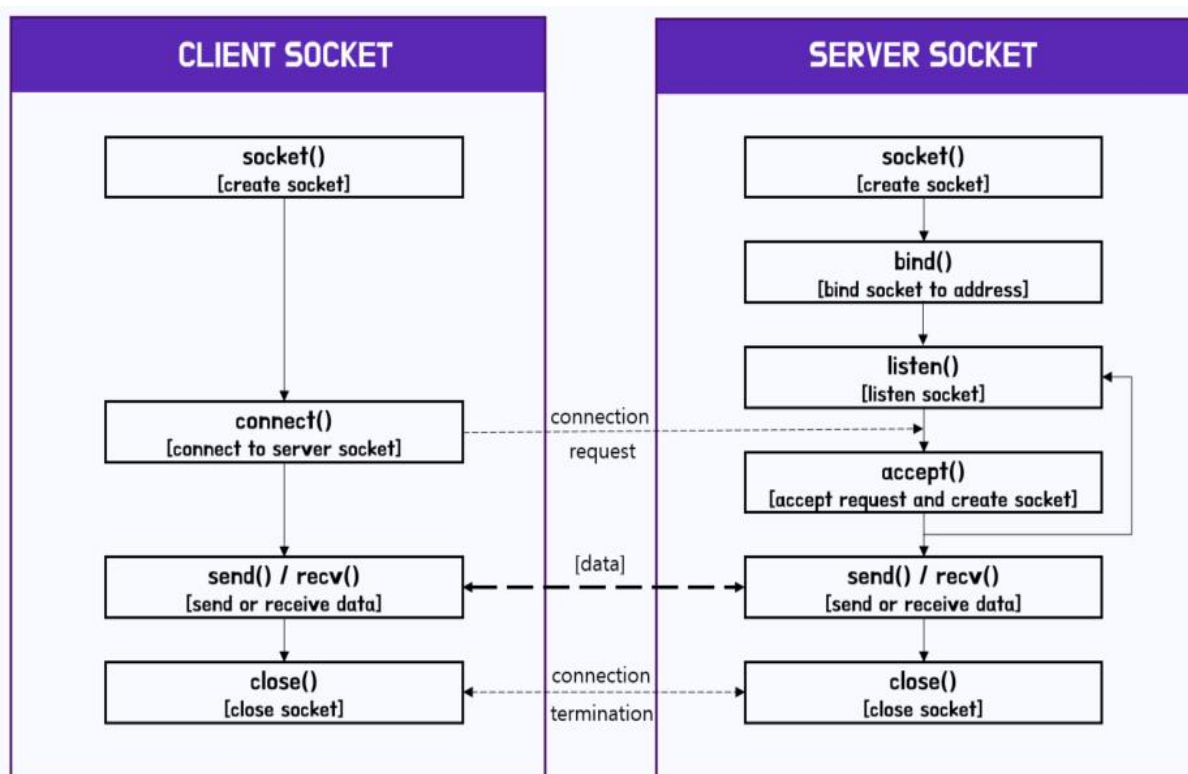 CLIENT SOCKET
socket()
[create socket]
connect()
[connect to server socket]
send() / recv()
[send or receive data]
close()
[close socket]
connection
request
[data]
connection
termination
SERVER SOCKET
socket()
[create socket]
bind()
[bind socket to address]
listen()
[listen socket]
accept()
[accept request and create socket]
send() / recv()
[send or receive data]
close()
[close socket]